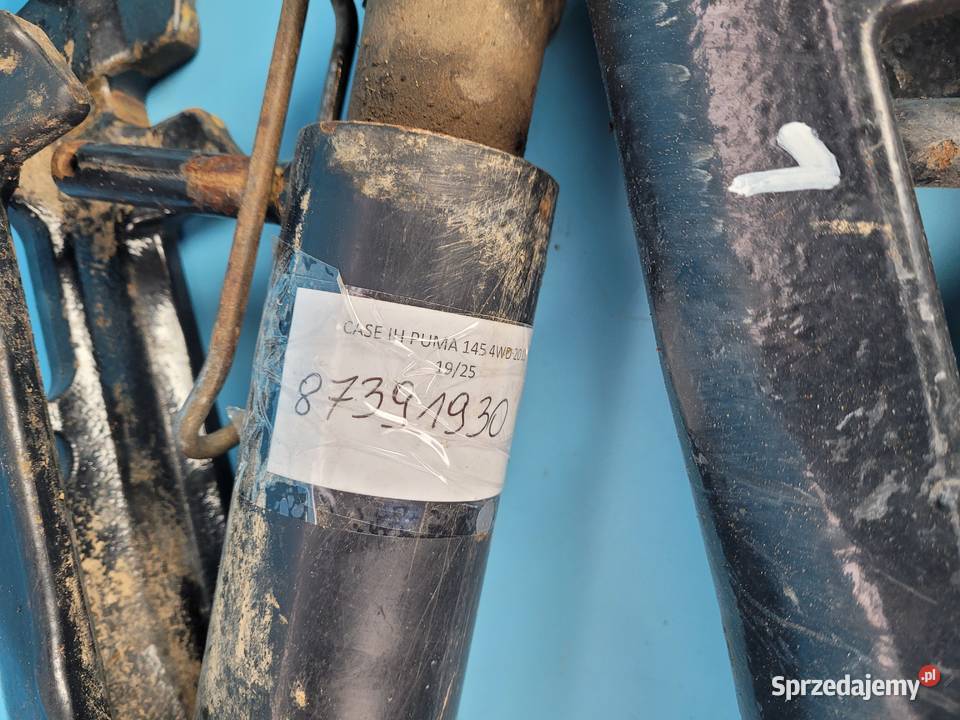 CASE IH PUMA 145 4WD
19/25
87391930
V
Sprzedajemy.pl